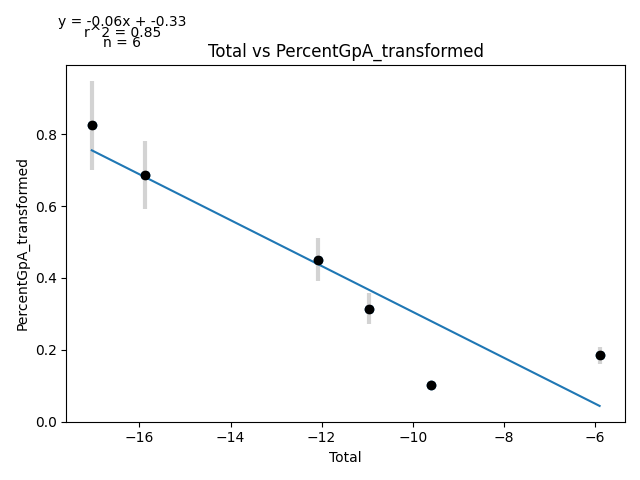 y = -0.06x + -0.33
r^2 = 0.85
n = 6
Total vs PercentGpA_transformed
PercentGpA_transformed
0.8
0.6
0.4
0.2
0.0
−16
−14
−12
−10
−8
−6
Total